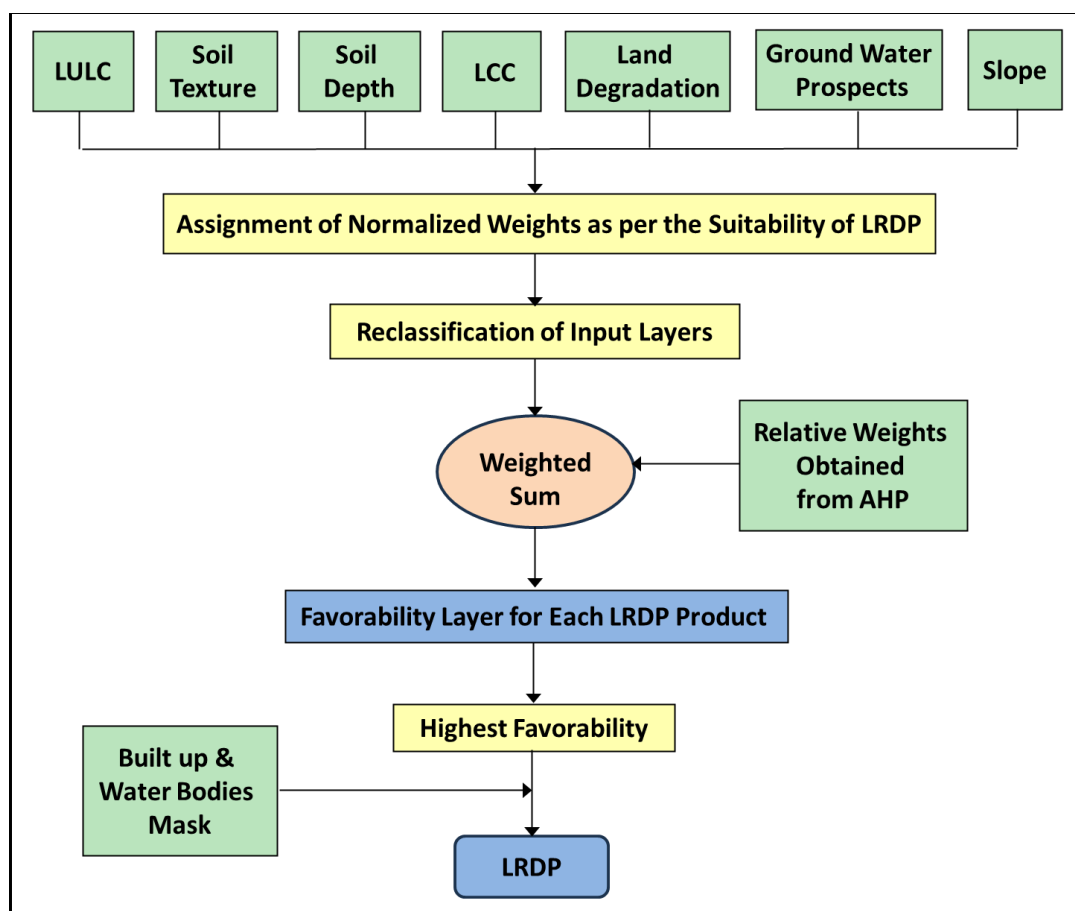 LULC
Soil
Texture
Soil
Depth
LCC
Land
Degradation
Ground Water
Prospects
Slope
Assignment of Normalized Weights as per the Suitability of LRDP
Reclassification of Input Layers
Weighted
Sum
Relative Weights
Obtained
from AHP
Favorability Layer for Each LRDP Product
Highest Favorability
Built up &
Water Bodies
Mask
LRDP